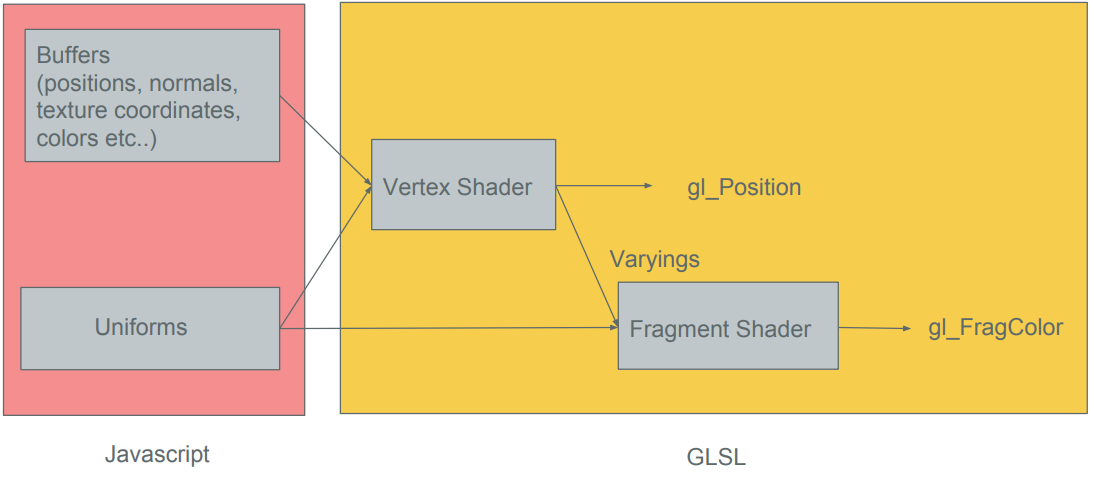 Buffers
(positions, normals,
texture coordinates,
colors etc..)
Vertex Shader
gl_Position
Varyings
Uniforms
Fragment Shader
gl_FragColor
Javascript
GLSL